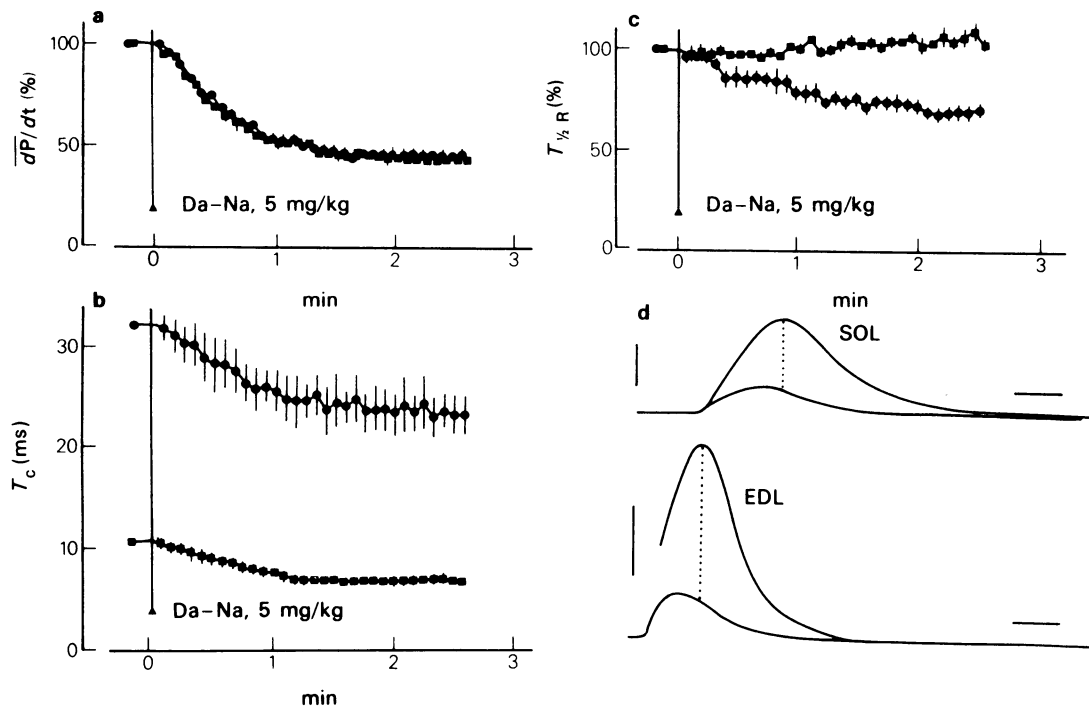 a
100
50
0
dP/dt (%)
Da–Na, 5 mg/kg
0 1 2 3
min
b
30
20
10
0
Tc (ms)
Da–Na, 5 mg/kg
0 1 2 3
min
c
100
50
0
T½ R (%)
Da–Na, 5 mg/kg
0 1 2 3
min
d
SOL
EDL